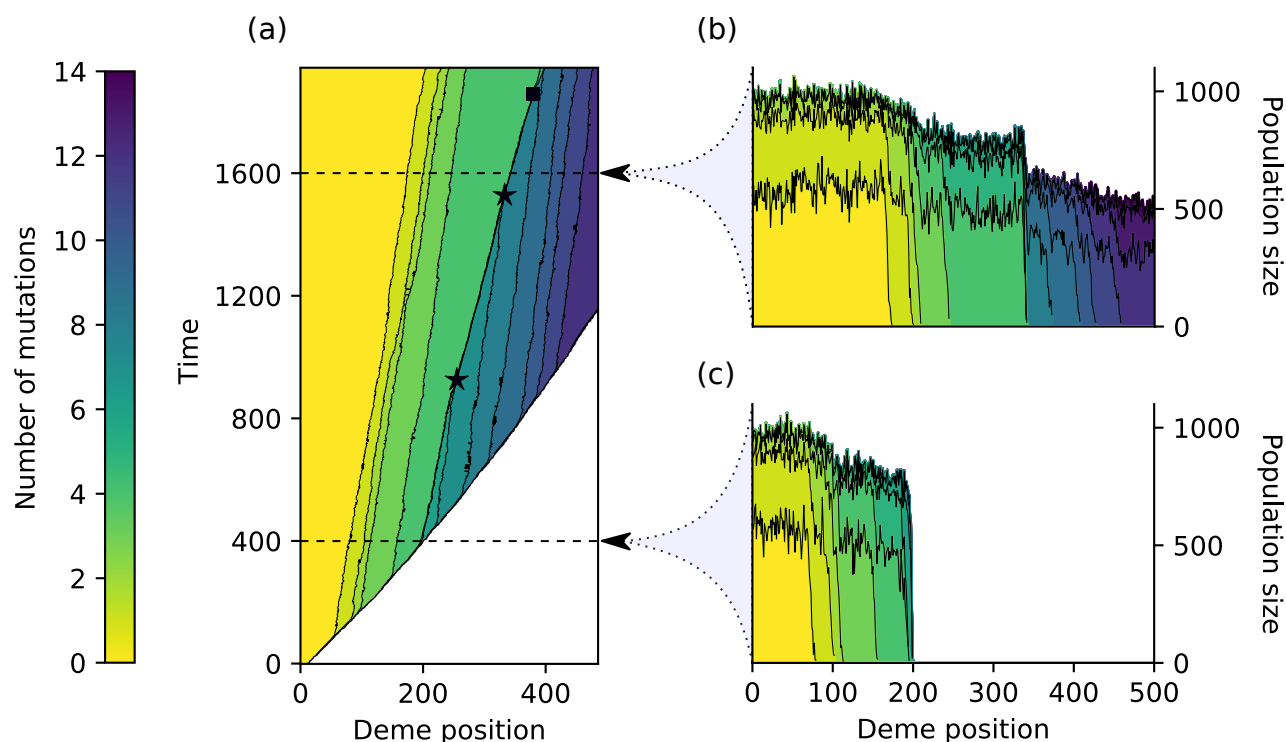 (a)
(b)
14
12
10
8
6
4
2
0
Number of mutations
1600
1200
800
400
0
Time
0 200 400
Deme position
1000
500
0
Population size
(c)
1000
500
0
Population size
0 100 200 300 400 500
Deme position